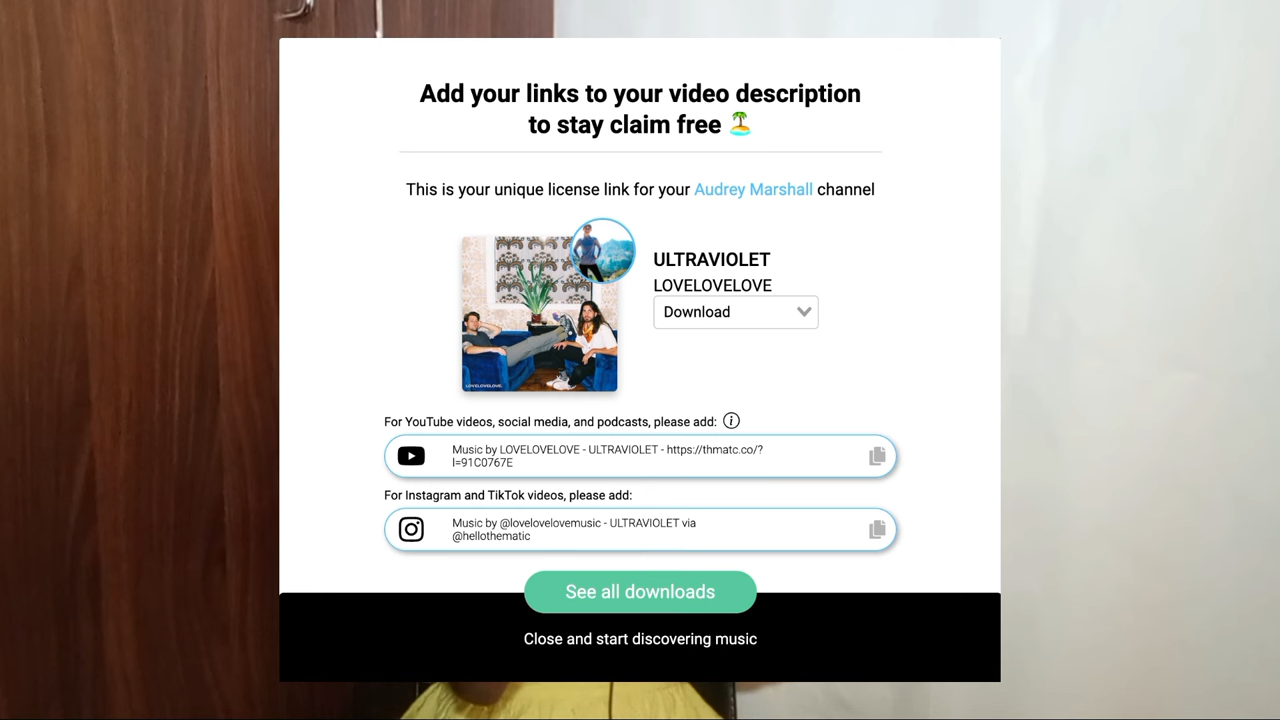 Add your links to your video description
to stay claim free 🏝️
This is your unique license link for your Audrey Marshall channel
ULTRAVIOLET
LOVELOVELOVE
Download
LOVELOVELOVE.
For YouTube videos, social media, and podcasts, please add:
Music by LOVELOVELOVE - ULTRAVIOLET - https://thmatc.co/?
l=91C0767E
For Instagram and TikTok videos, please add:
Music by @lovelovelovemusic - ULTRAVIOLET via
@hellothematic
See all downloads
Close and start discovering music